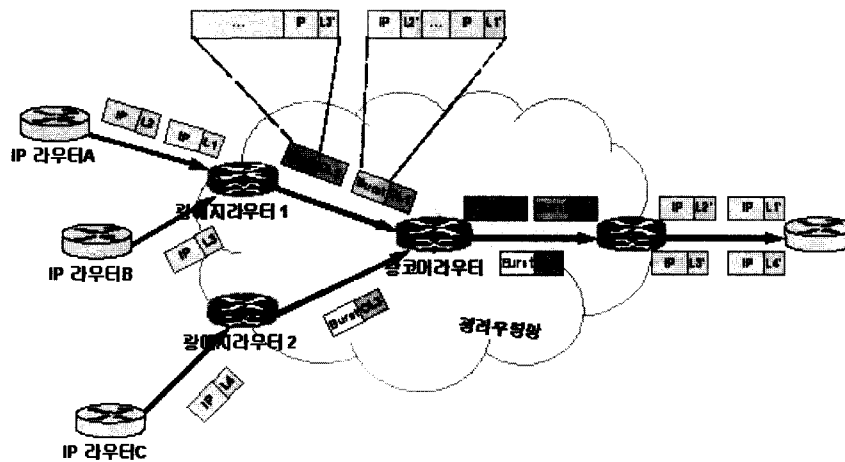 ... IP L3'
IP L2' ... IP L1'
IP L2
IP L1
IP 라우터A
Burst
광에지라우터 1
IP 라우터B
IP L3
광코어라우터
IP L2' IP L1'
IP L3' IP L4'
Burst
Burst
광에지라우터 2
광라우팅망
IP L4
IP 라우터C